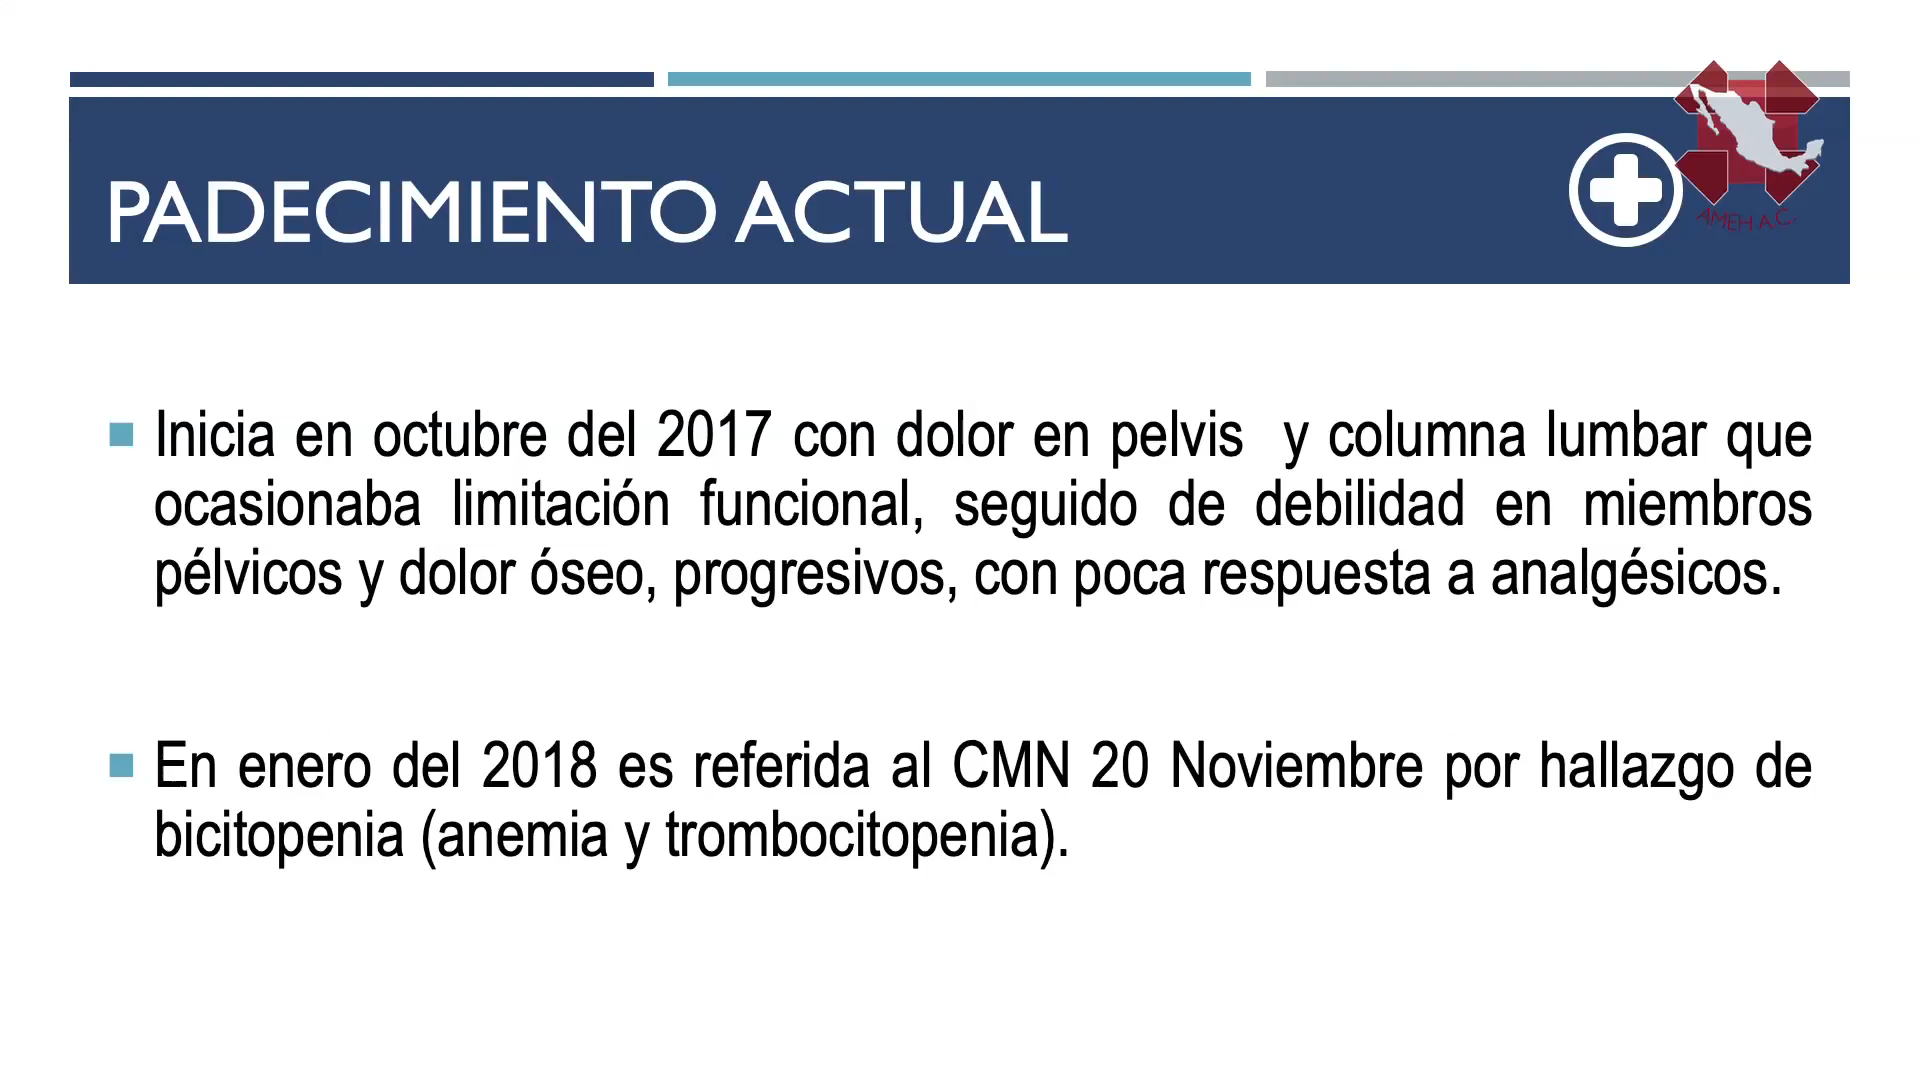 PADECIMIENTO ACTUAL
AMEH A.C.
Inicia en octubre del 2017 con dolor en pelvis y columna lumbar que
ocasionaba limitación funcional, seguido de debilidad en miembros
pélvicos y dolor óseo, progresivos, con poca respuesta a analgésicos.
En enero del 2018 es referida al CMN 20 Noviembre por hallazgo de
bicitopenia (anemia y trombocitopenia).